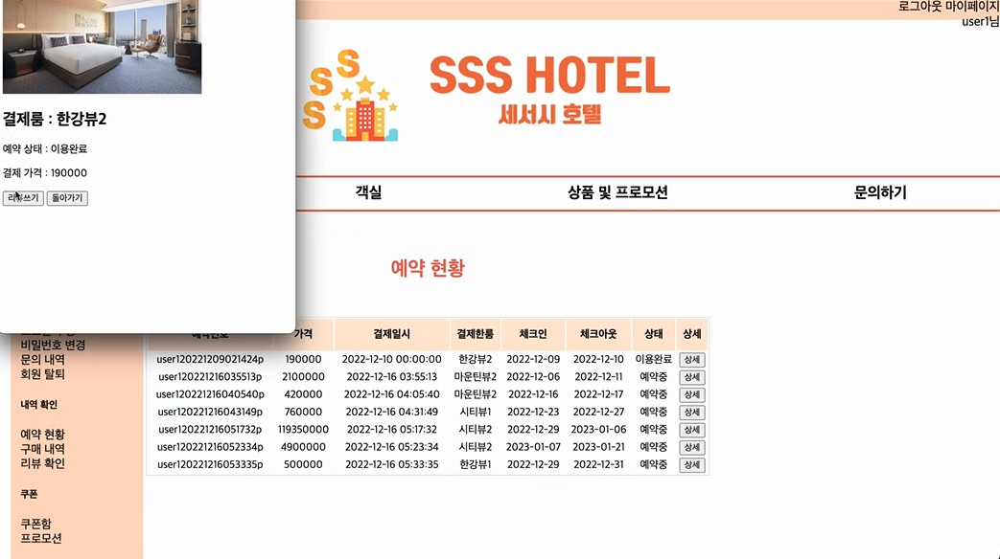 로그아웃 마이페이지
user1님
SSS
SSS HOTEL
세서시 호텔
결제룸 : 한강뷰2
예약 상태 : 이용완료
결제 가격 : 190000
리뷰쓰기 돌아가기
객실 상품 및 프로모션 문의하기
예약 현황
비밀번호 변경
문의 내역
회원 탈퇴
내역 확인
예약 현황
구매 내역
리뷰 확인
쿠폰
쿠폰함
프로모션
예약번호 가격 결제일시 결제한룸 체크인 체크아웃 상태 상세
user120221209021424p 190000 2022-12-10 00:00:00 한강뷰2 2022-12-09 2022-12-10 이용완료 상세
user120221216035513p 2100000 2022-12-16 03:55:13 마운틴뷰2 2022-12-06 2022-12-11 예약중 상세
user120221216040540p 420000 2022-12-16 04:05:40 마운틴뷰2 2022-12-16 2022-12-17 예약중 상세
user120221216043149p 760000 2022-12-16 04:31:49 시티뷰1 2022-12-23 2022-12-27 예약중 상세
user120221216051732p 119350000 2022-12-16 05:17:32 시티뷰2 2022-12-29 2023-01-06 예약중 상세
user120221216052334p 4900000 2022-12-16 05:23:34 시티뷰2 2023-01-07 2023-01-21 예약중 상세
user120221216053335p 500000 2022-12-16 05:33:35 한강뷰1 2022-12-29 2022-12-31 예약중 상세